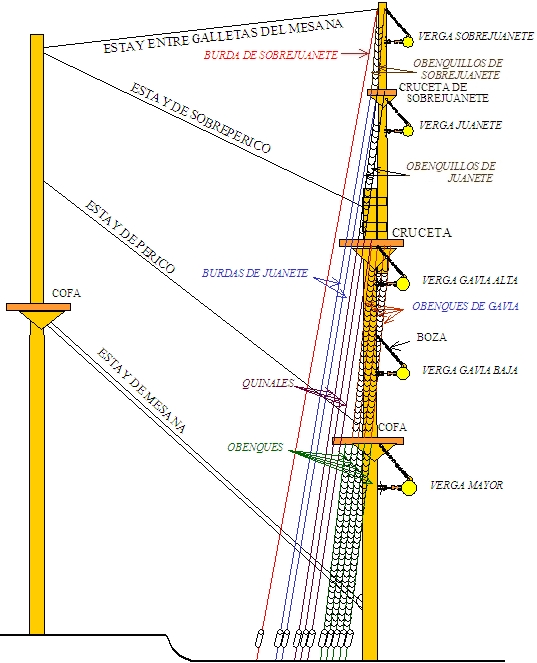 ESTAY ENTRE GALLETAS DEL MESANA
VERGA SOBREJUANETE
BURDA DE SOBREJUANETE
OBENQUILLOS DE
SOBREJUANETE
CRUCETA DE
SOBREJUANETE
ESTAY DE SOBREPERICO
VERGA JUANETE
OBENQUILLOS DE
JUANETE
ESTAY DE PERICO
CRUCETA
BURDAS DE JUANETE
VERGA GAVIA ALTA
COFA
OBENQUES DE GAVIA
BOZA
ESTAY DE MESANA
VERGA GAVIA BAJA
QUINALES
COFA
OBENQUES
VERGA MAYOR